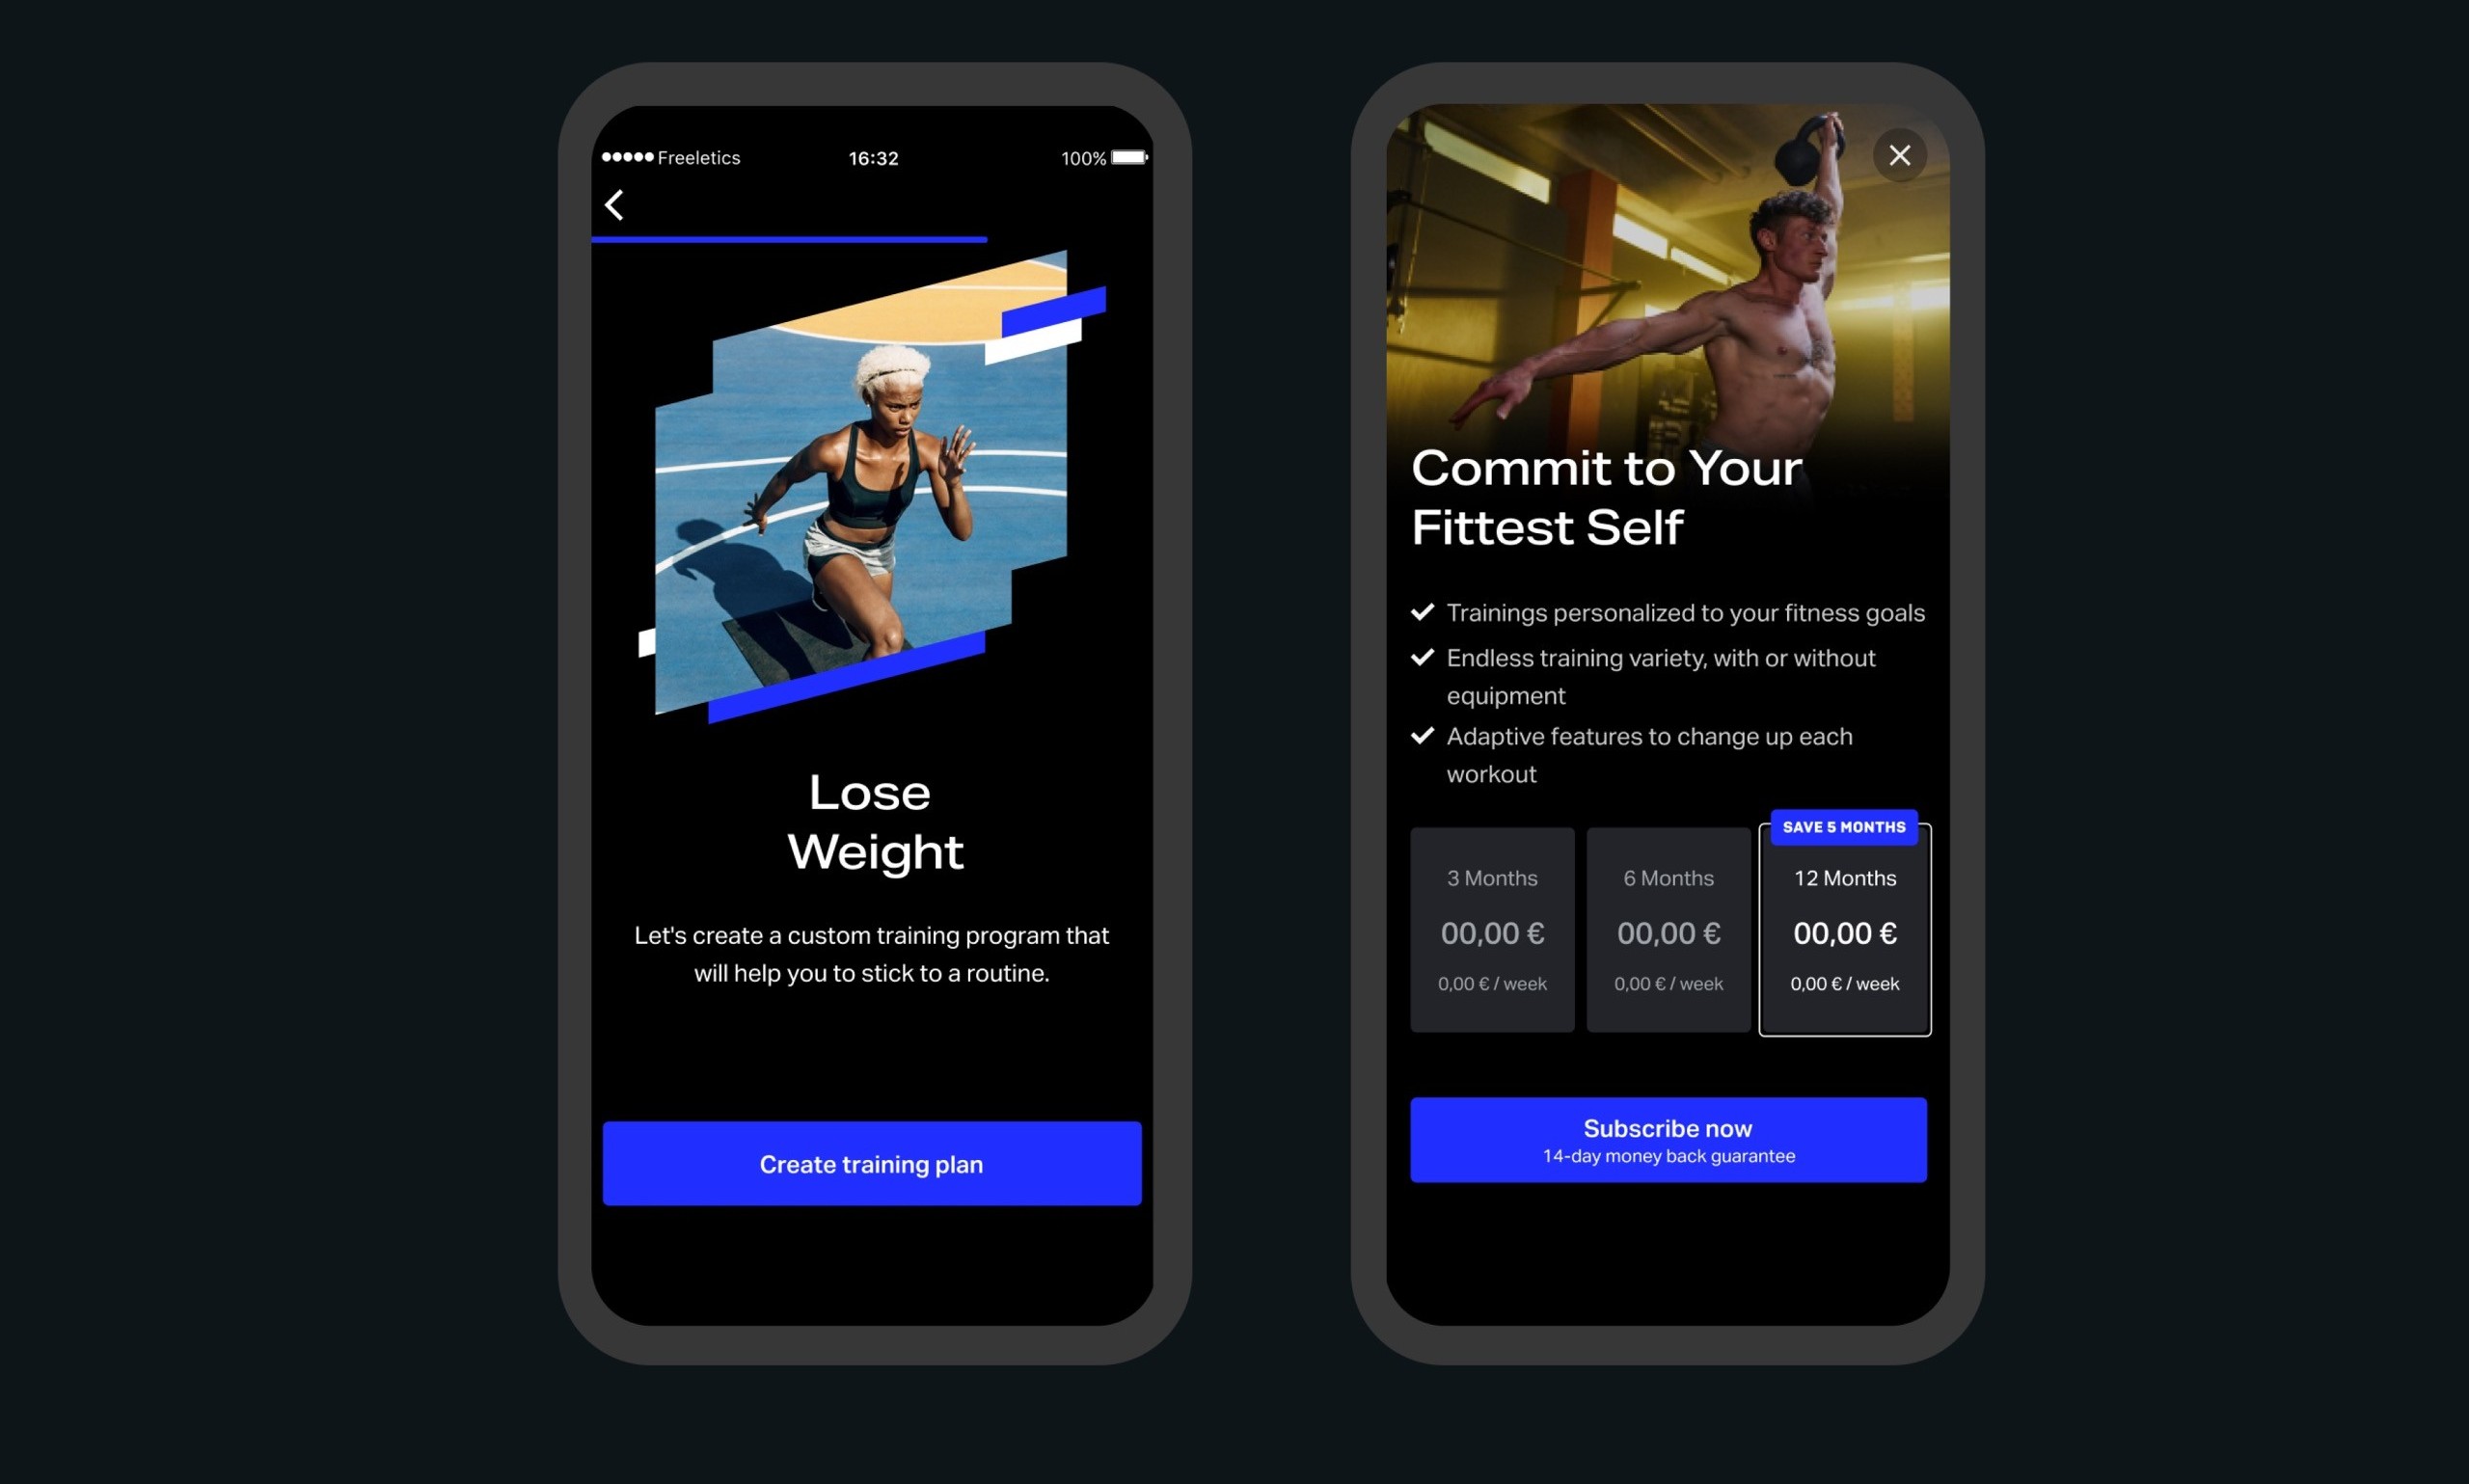 Freeletics 16:32 100%
Lose
Weight
Let's create a custom training program that
will help you to stick to a routine.
Create training plan
Commit to Your
Fittest Self
Trainings personalized to your fitness goals
Endless training variety, with or without
equipment
Adaptive features to change up each
workout
SAVE 5 MONTHS
3 Months 6 Months 12 Months
00,00 € 00,00 € 00,00 €
0,00 € / week 0,00 € / week 0,00 € / week
Subscribe now
14-day money back guarantee